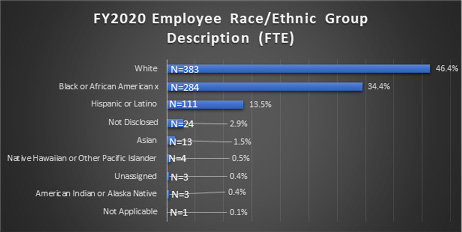 FY2020 Employee Race/Ethnic Group
Description (FTE)
White N=383 46.4%
Black or African American x N=284 34.4%
Hispanic or Latino N=111 13.5%
Not Disclosed N=24 2.9%
Asian N=13 1.5%
Native Hawaiian or Other Pacific Islander N=4 0.5%
Unassigned N=3 0.4%
American Indian or Alaska Native N=3 0.4%
Not Applicable N=1 0.1%